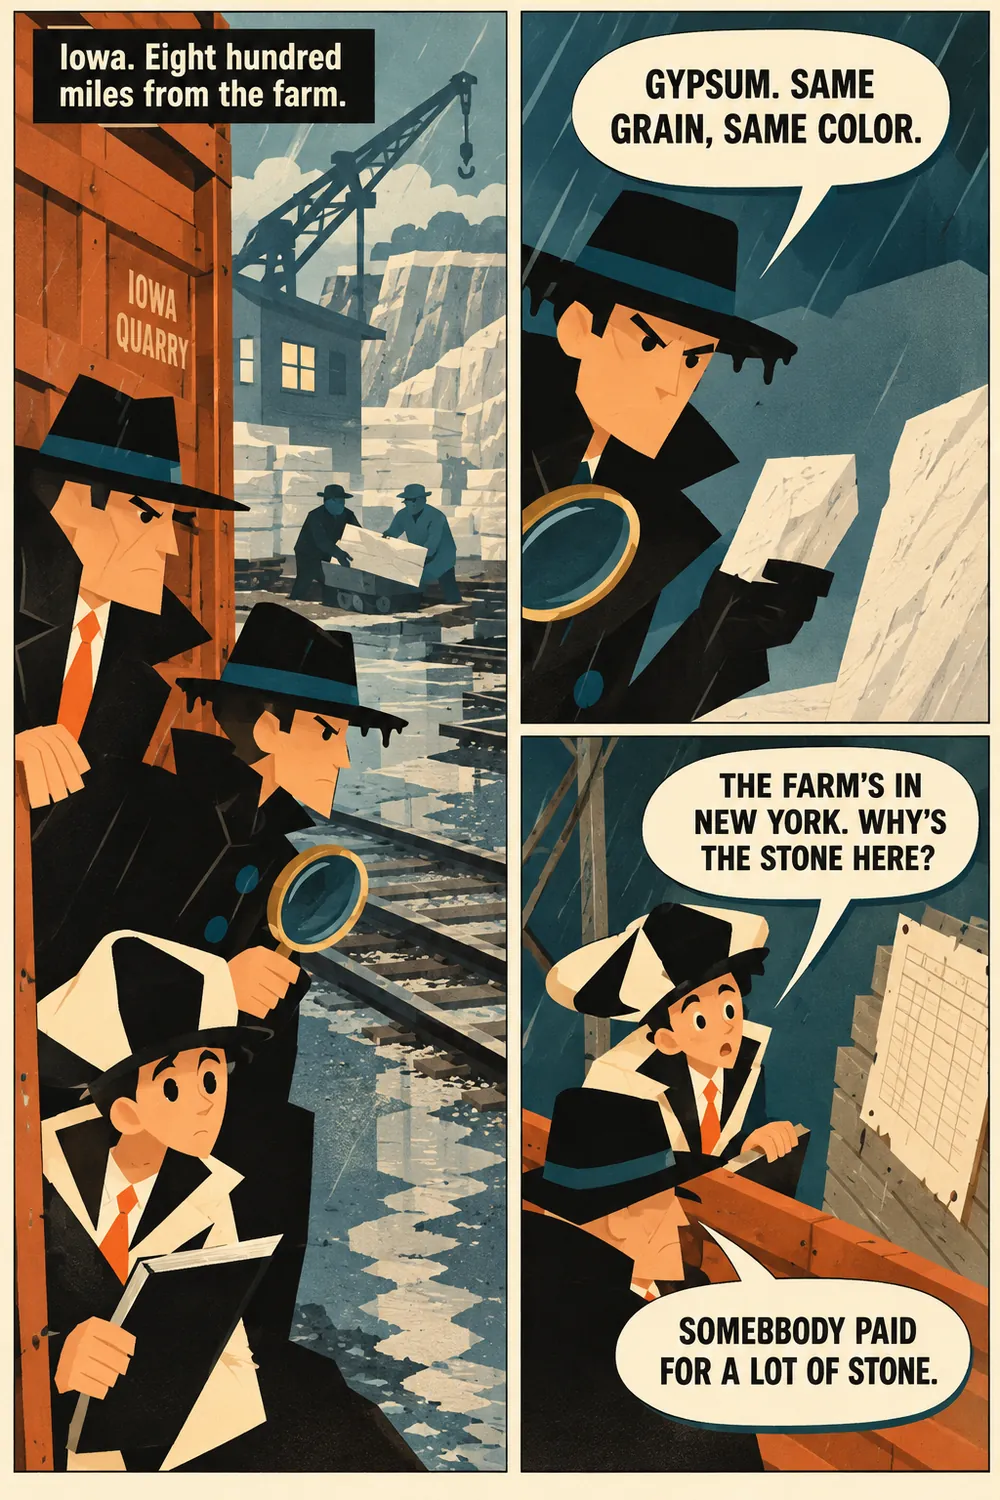 Iowa. Eight hundred
miles from the farm.
IOWA
QUARRY
GYPSUM. SAME
GRAIN, SAME COLOR.
THE FARM'S IN
NEW YORK. WHY'S
THE STONE HERE?
SOMEBBODY PAID
FOR A LOT OF STONE.